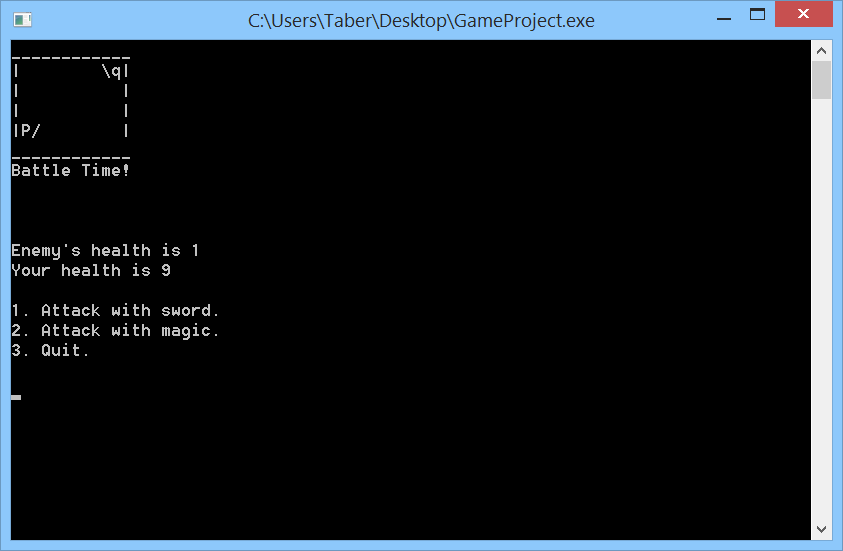 C:\Users\Taber\Desktop\GameProject.exe
____________
|        \q|
|          |
|          |
|P/        |
____________
Battle Time!
Enemy's health is 1
Your health is 9
1. Attack with sword.
2. Attack with magic.
3. Quit.